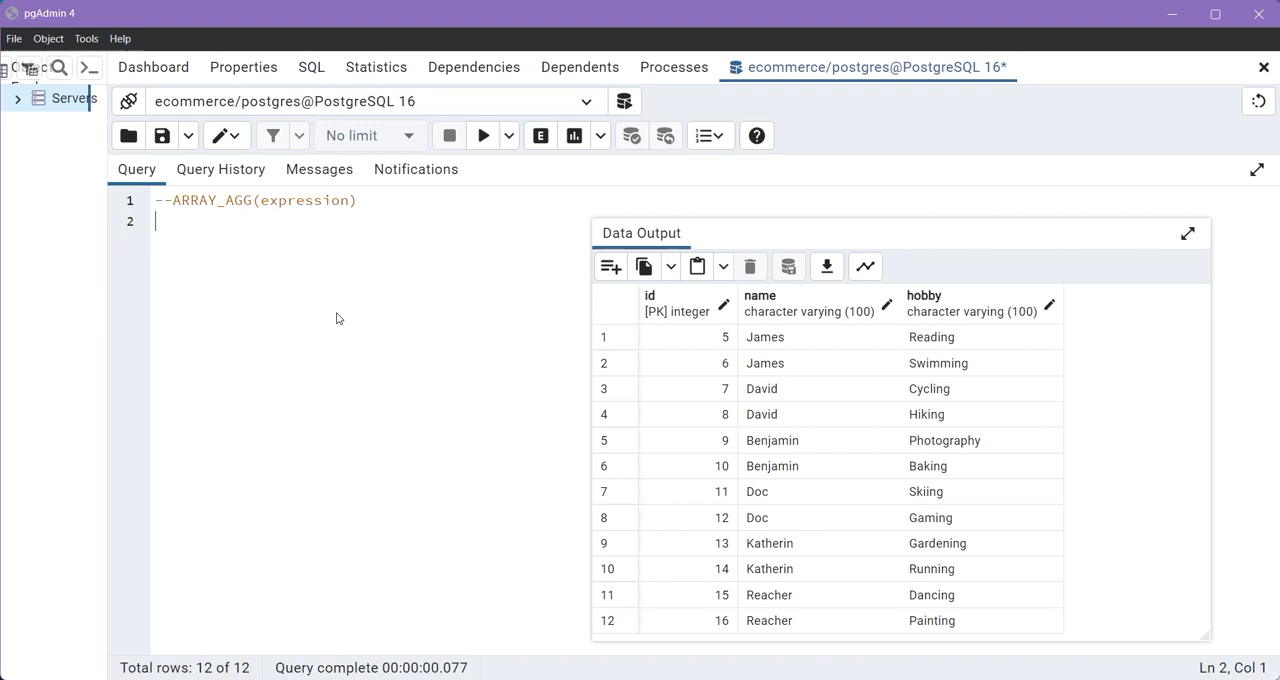 pgAdmin 4
File Object Tools Help
Dashboard Properties SQL Statistics Dependencies Dependents Processes ecommerce/postgres@PostgreSQL 16*
Servers
ecommerce/postgres@PostgreSQL 16
No limit
E
Query Query History Messages Notifications
1 --ARRAY_AGG(expression)
2
Data Output
id name hobby
[PK] integer character varying (100) character varying (100)
1 5 James Reading
2 6 James Swimming
3 7 David Cycling
4 8 David Hiking
5 9 Benjamin Photography
6 10 Benjamin Baking
7 11 Doc Skiing
8 12 Doc Gaming
9 13 Katherin Gardening
10 14 Katherin Running
11 15 Reacher Dancing
12 16 Reacher Painting
Total rows: 12 of 12 Query complete 00:00:00.077 Ln 2, Col 1